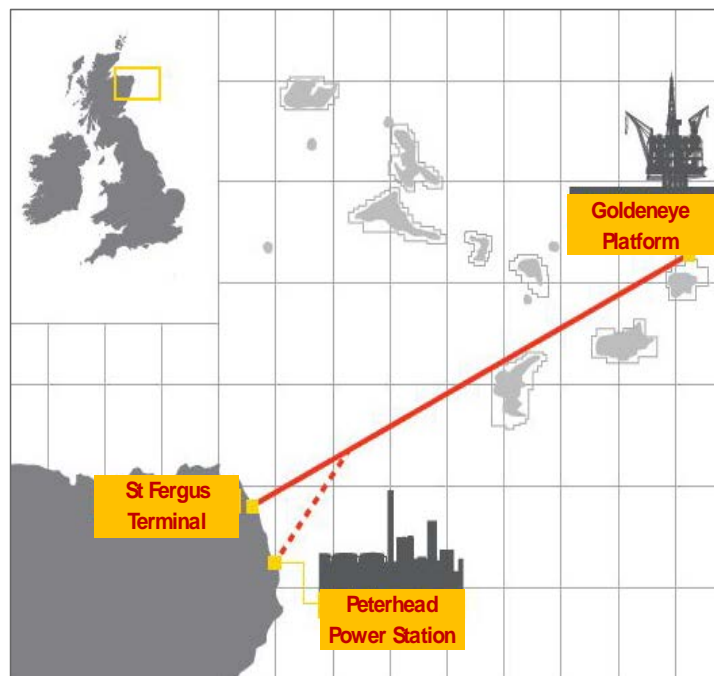 Goldeneye
Platform
St Fergus
Terminal
Peterhead
Power Station